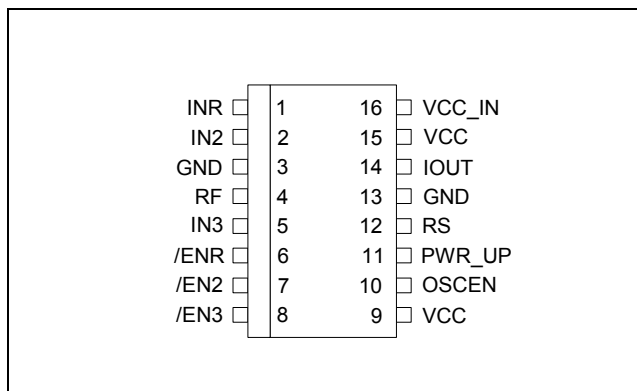 INR 1 16 VCC_IN
IN2 2 15 VCC
GND 3 14 IOUT
RF 4 13 GND
IN3 5 12 RS
/ENR 6 11 PWR_UP
/EN2 7 10 OSCEN
/EN3 8 9 VCC